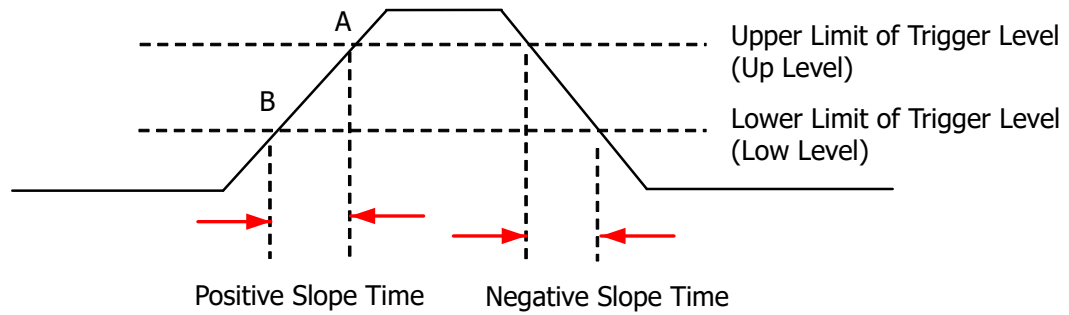 A
Upper Limit of Trigger Level
(Up Level)
B
Lower Limit of Trigger Level
(Low Level)
Positive Slope Time
Negative Slope Time